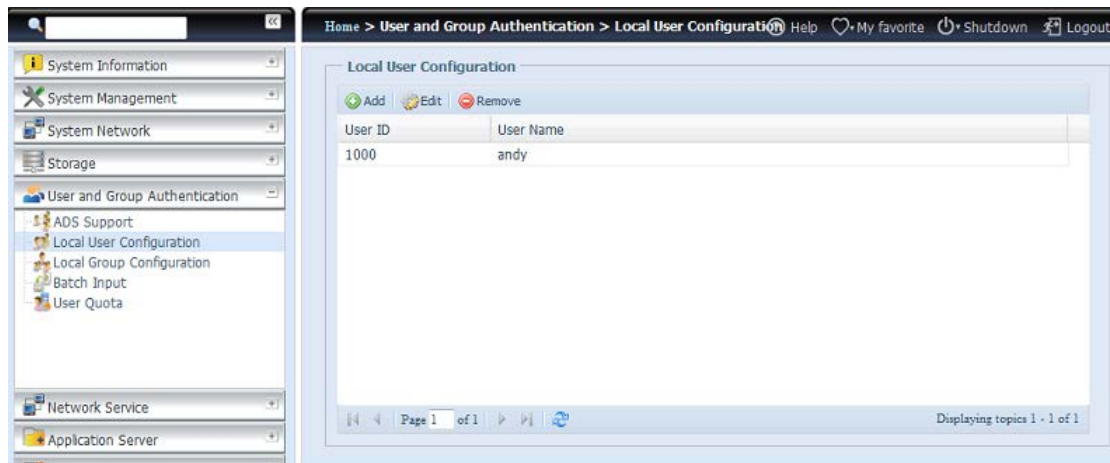 Home > User and Group Authentication > Local User Configuration
Help
My favorite
Shutdown
Logout
System Information
System Management
System Network
Storage
User and Group Authentication
ADS Support
Local User Configuration
Local Group Configuration
Batch Input
User Quota
Network Service
Application Server
Local User Configuration
Add Edit Remove
User ID User Name
1000 andy
Page 1 of 1
Displaying topics 1 - 1 of 1